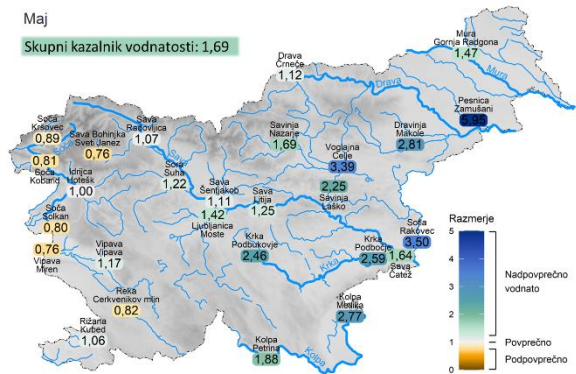 Maj
Skupni kazalnik vodnatosti: 1,69
Mura
Gornja Radgona
1,47
Mura
Drava
Črneče
1,12
Drava
Pesnica
Zamušani
5,95
Soča
Kršovec
0,89
Sava Bohinjka
Sveti Janez
0,76
Sava
Radovljica
1,07
Savinja
Nazarje
1,69
Dravinja
Makole
2,81
Voglajna
Celje
3,39
0,81
Soča
Kobarid
Idrijca
Hotešk
1,00
Sora
Suha
1,22
Sava
Sava
Šentjakob
1,11
1,42
Ljubljanica
Moste
Sava
Litija
1,25
2,25
Savinja
Laško
Soča
Solkan
0,80
0,76
Vipava
Miren
Vipava
Vipava
1,17
Krka
Podbukovje
2,46
Krka
Podbočje
2,59
Krka
Sotla
Rakovec
3,50
1,64
Sava
Čatež
Reka
Cerkvenikov mlin
0,82
Kolpa
Metlika
2,77
Rižana
Kubed
1,06
Kolpa
Petrina
1,88
Kolpa
Razmerje
5
4
3
2
1
0
Nadpovprečno
vodnato
Povprečno
Podpovprečno